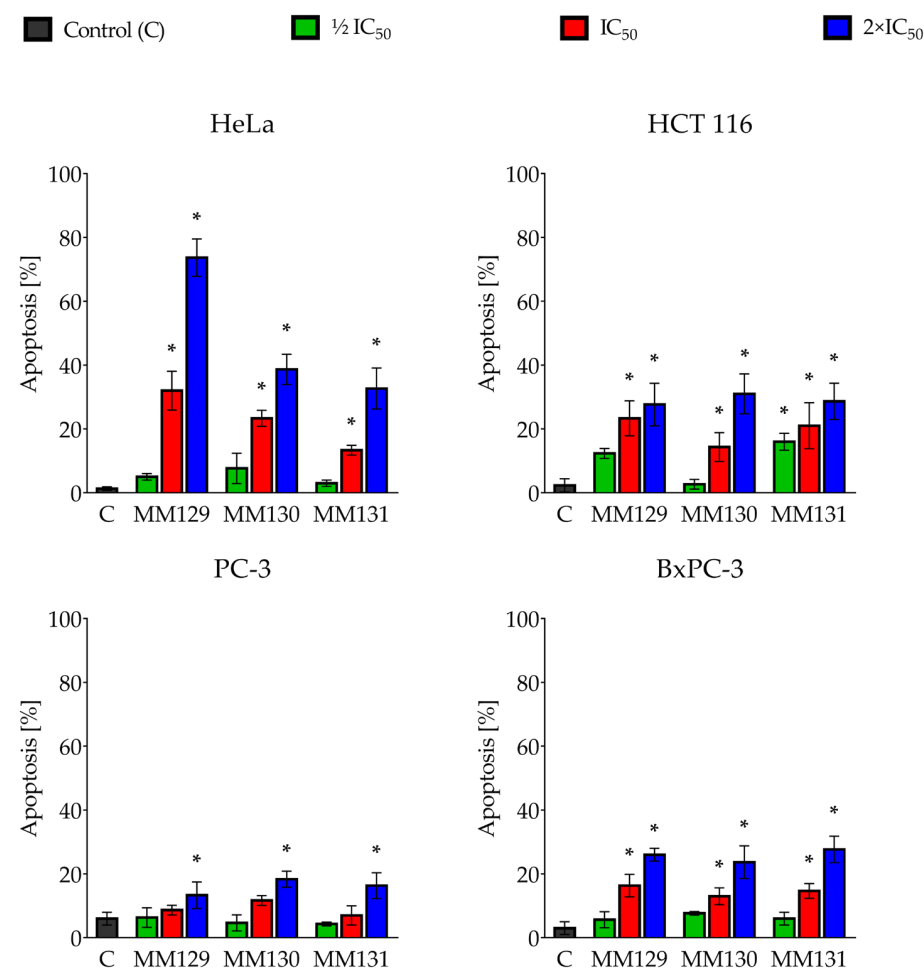 Control (C) ½ IC₅₀ IC₅₀ 2×IC₅₀
HeLa
Apoptosis [%]
100
80
60
40
20
0
* * * * * *
C MM129 MM130 MM131
HCT 116
Apoptosis [%]
100
80
60
40
20
0
* * * * * * *
C MM129 MM130 MM131
PC-3
Apoptosis [%]
100
80
60
40
20
0
* * *
C MM129 MM130 MM131
BxPC-3
Apoptosis [%]
100
80
60
40
20
0
* * * * * *
C MM129 MM130 MM131